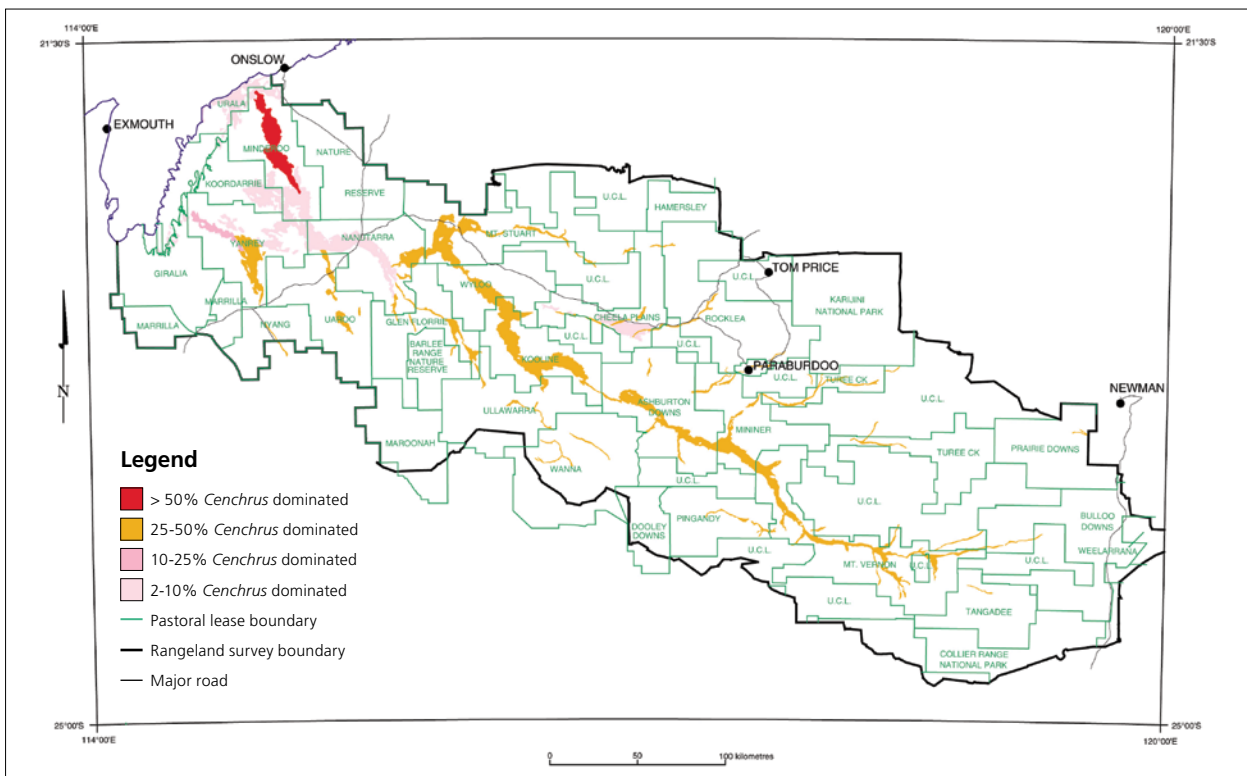 114°00'E
120°00'E
21°30'S
21°30'S
ONSLOW
URALA
EXMOUTH
MINDEROO
NATURE
KOORDARRIE
RESERVE
U.C.L.
HAMERSLEY
YANREY
NANUTARRA
MT. STUART
GIRALIA
WYLOO
U.C.L.
U.C.L.
TOM PRICE
MARRILLA
KARIJINI
NATIONAL PARK
MARRILLA
NYANG
UAROO
GLEN FLORRIE
CHEELA PLAINS
ROCKLEA
BARLEE
RANGE
NATURE
RESERVE
U.C.L.
U.C.L.
KOOLINE
PARABURDOO
U.C.L.
TUREE CK
NEWMAN
N
ULLAWARRA
ASHBURTON
DOWNS
U.C.L.
MININER
MAROONAH
WANNA
TUREE CK
PRAIRIE DOWNS
U.C.L.
U.C.L.
DOOLEY
DOWNS
PINGANDY
BULLOO
DOWNS
WEELARRANA
U.C.L.
MT. VERNON
U.C.L.
U.C.L.
U.C.L.
TANGADEE
COLLIER RANGE
NATIONAL PARK
Legend
> 50% Cenchrus dominated
25-50% Cenchrus dominated
10-25% Cenchrus dominated
2-10% Cenchrus dominated
Pastoral lease boundary
Rangeland survey boundary
Major road
25°00'S
25°00'S
114°00'E
120°00'E
0 50 100 kilometres